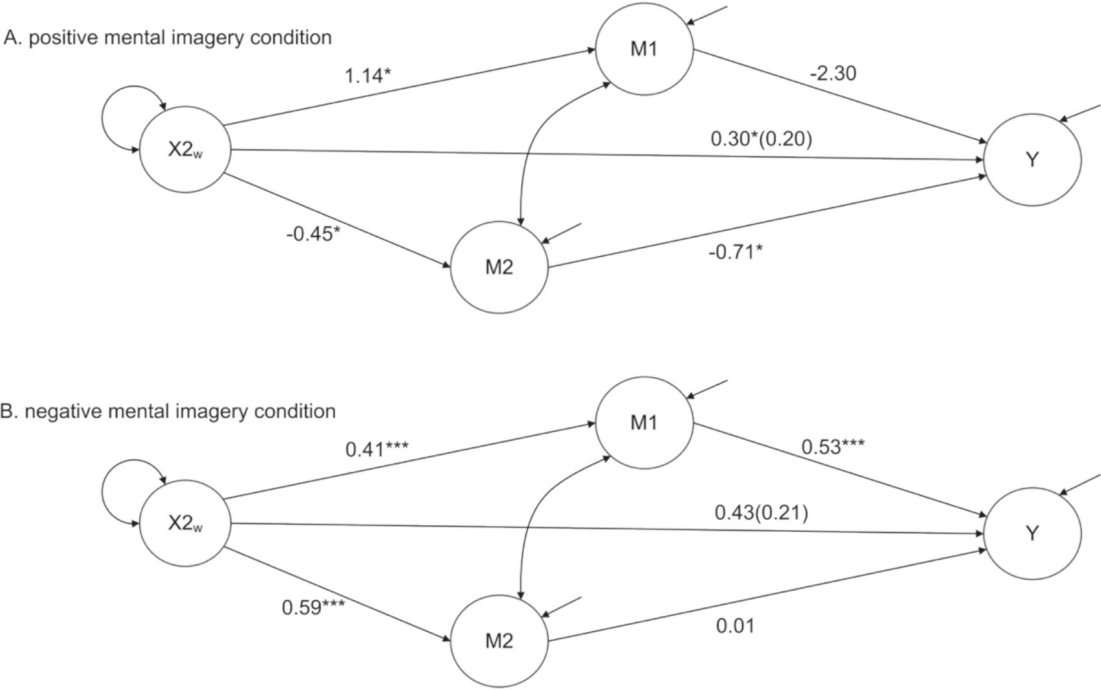 A. positive mental imagery condition
M1
1.14*
-2.30
X2w
0.30*(0.20)
Y
-0.45*
M2
-0.71*
B. negative mental imagery condition
M1
0.41***
0.53***
X2w
0.43(0.21)
Y
0.59***
M2
0.01